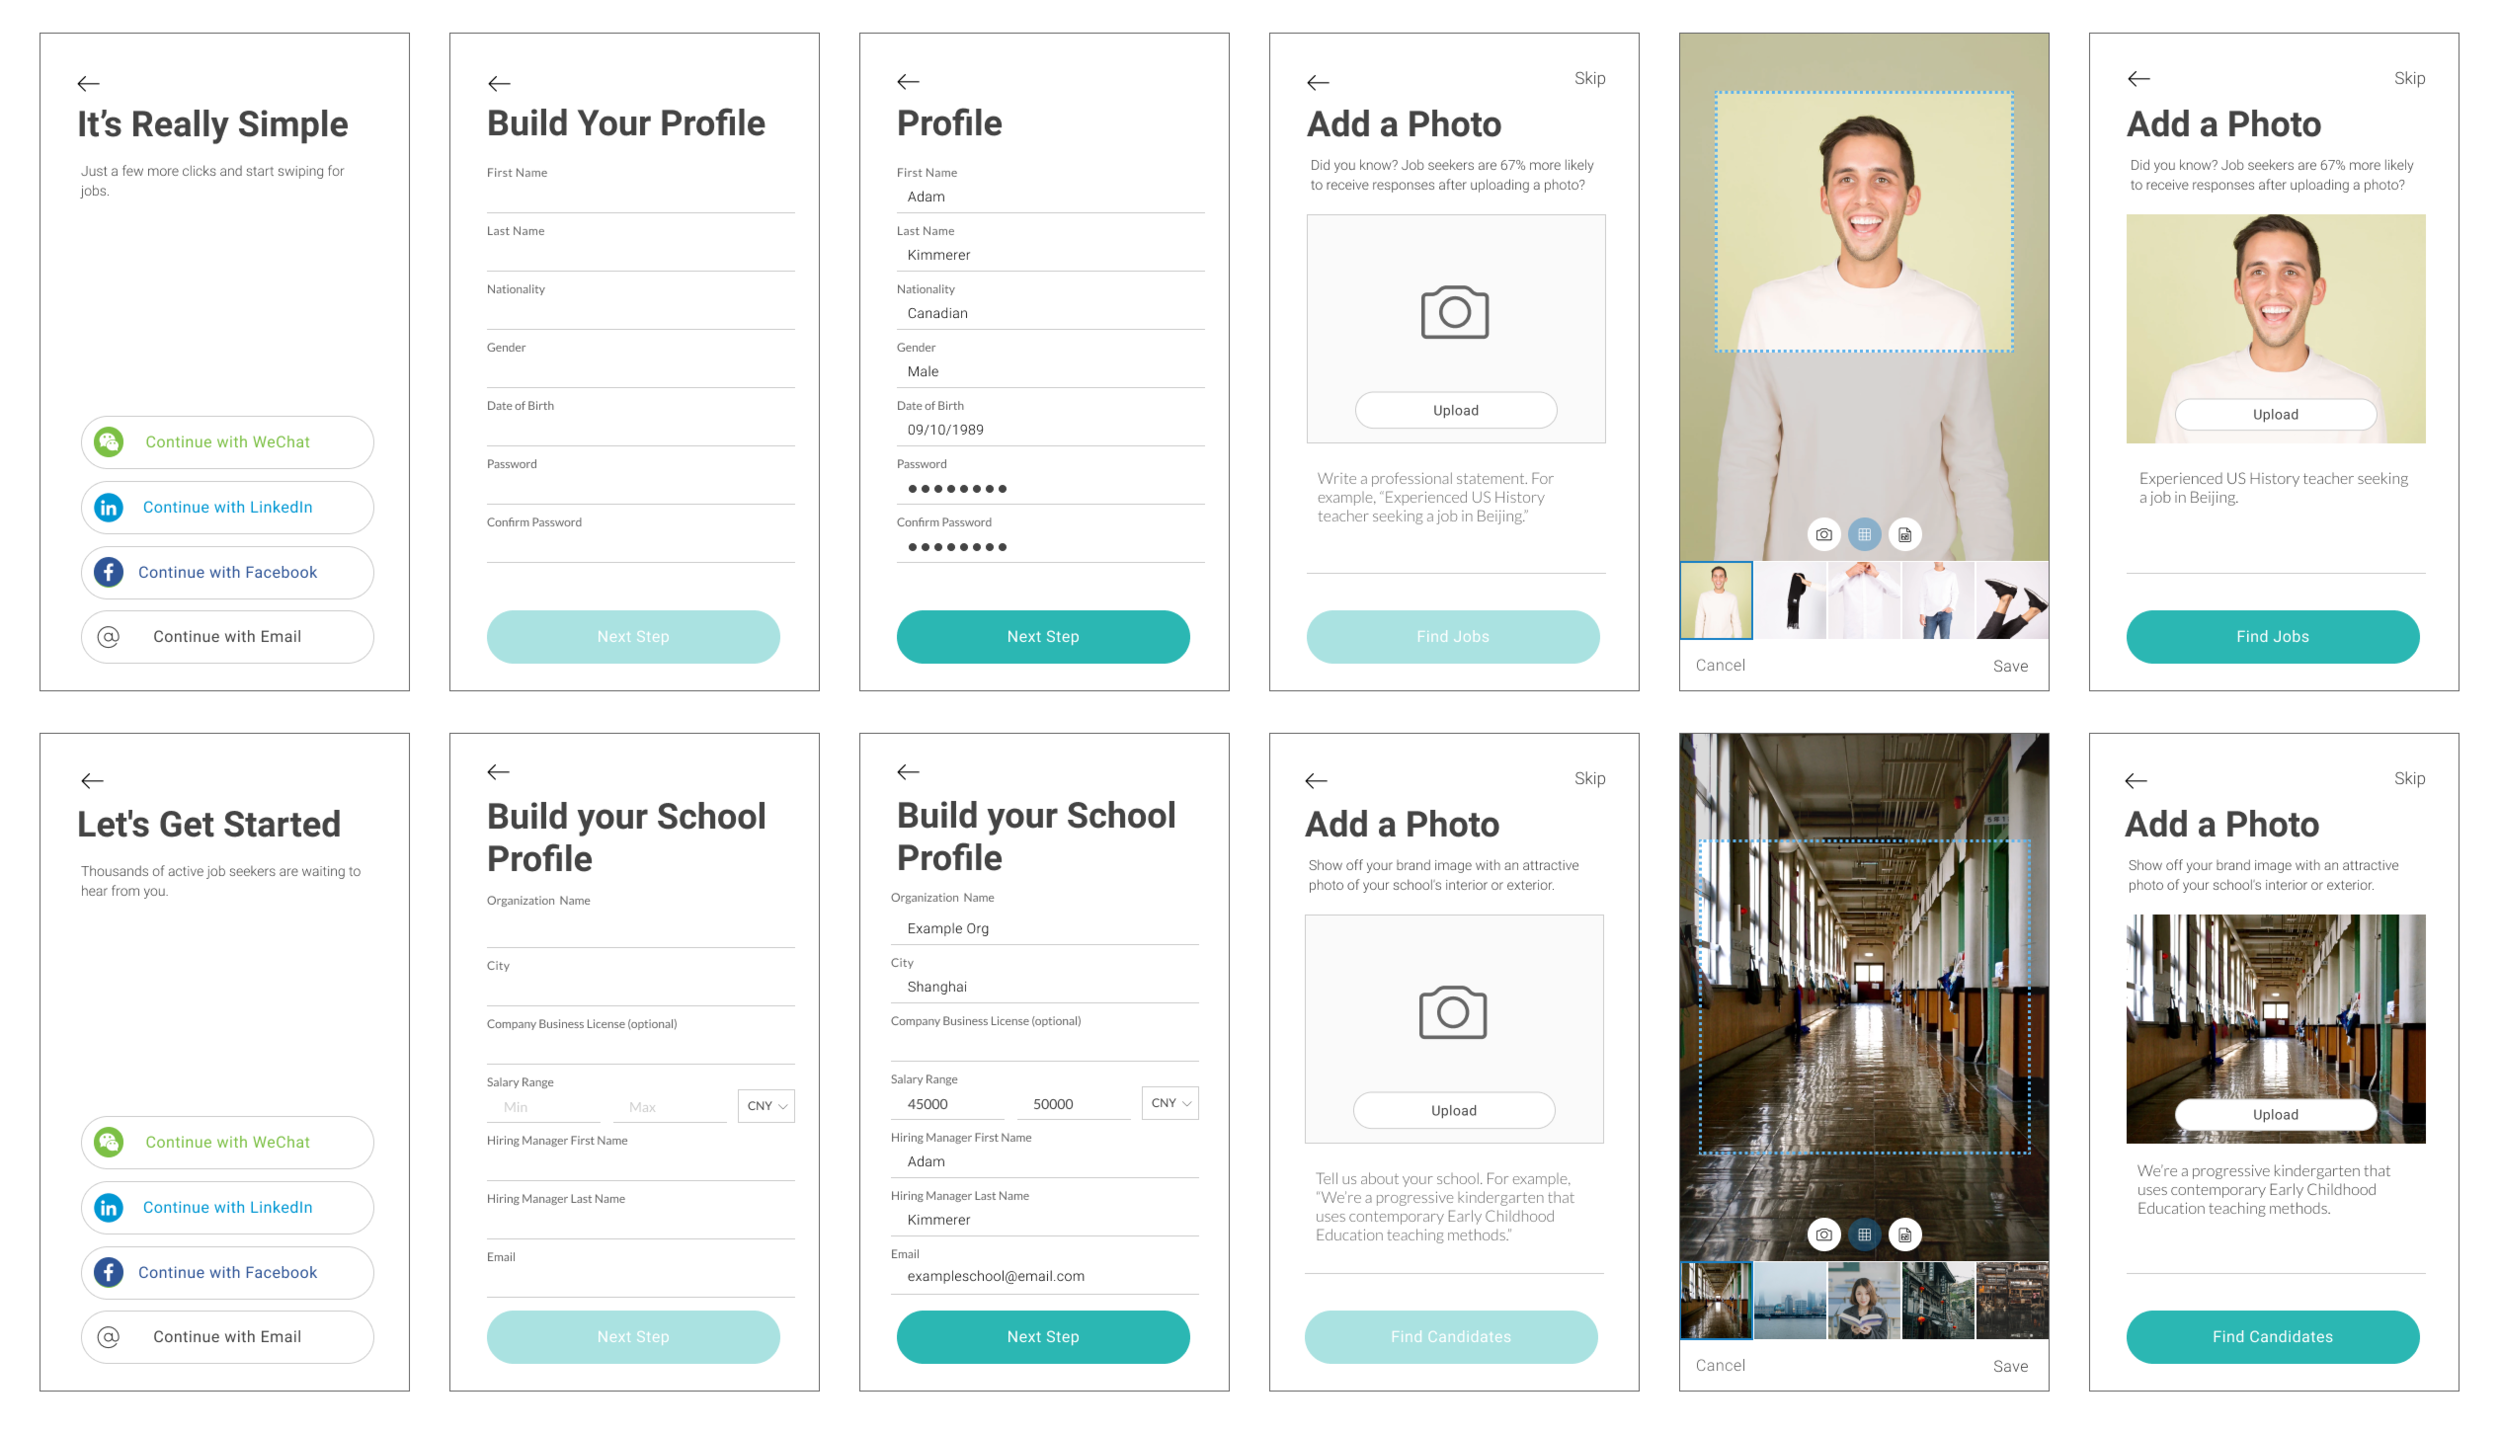 It's Really Simple
Just a few more clicks and start swiping for
jobs.
Continue with WeChat
in
Continue with LinkedIn
f
Continue with Facebook
@
Continue with Email
Build Your Profile
First Name
Last Name
Nationality
Gender
Date of Birth
Password
Confirm Password
Next Step
Profile
First Name
Adam
Last Name
Kimmerer
Nationality
Canadian
Gender
Male
Date of Birth
09/10/1989
Password
●●●●●●●●
Confirm Password
●●●●●●●●
Next Step
Skip
Add a Photo
Did you know? Job seekers are 67% more likely
to receive responses after uploading a photo?
Upload
Write a professional statement. For
example, “Experienced US History
teacher seeking a job in Beijing.”
Find Jobs
Cancel
Save
Skip
Add a Photo
Did you know? Job seekers are 67% more likely
to receive responses after uploading a photo?
Upload
Experienced US History teacher seeking
a job in Beijing.
Find Jobs
Let's Get Started
Thousands of active job seekers are waiting to
hear from you.
Continue with WeChat
in
Continue with LinkedIn
f
Continue with Facebook
@
Continue with Email
Build your School
Profile
Organization Name
City
Company Business License (optional)
Salary Range
Min
Max
CNY
Hiring Manager First Name
Hiring Manager Last Name
Email
Next Step
Build your School
Profile
Organization Name
Example Org
City
Shanghai
Company Business License (optional)
Salary Range
45000
50000
CNY
Hiring Manager First Name
Adam
Hiring Manager Last Name
Kimmerer
Email
exampleschool@email.com
Next Step
Skip
Add a Photo
Show off your brand image with an attractive
photo of your school's interior or exterior.
Upload
Tell us about your school. For example,
“We're a progressive kindergarten that
uses contemporary Early Childhood
Education teaching methods.”
Find Candidates
Cancel
Save
Skip
Add a Photo
Show off your brand image with an attractive
photo of your school's interior or exterior.
Upload
We're a progressive kindergarten that
uses contemporary Early Childhood
Education teaching methods.
Find Candidates